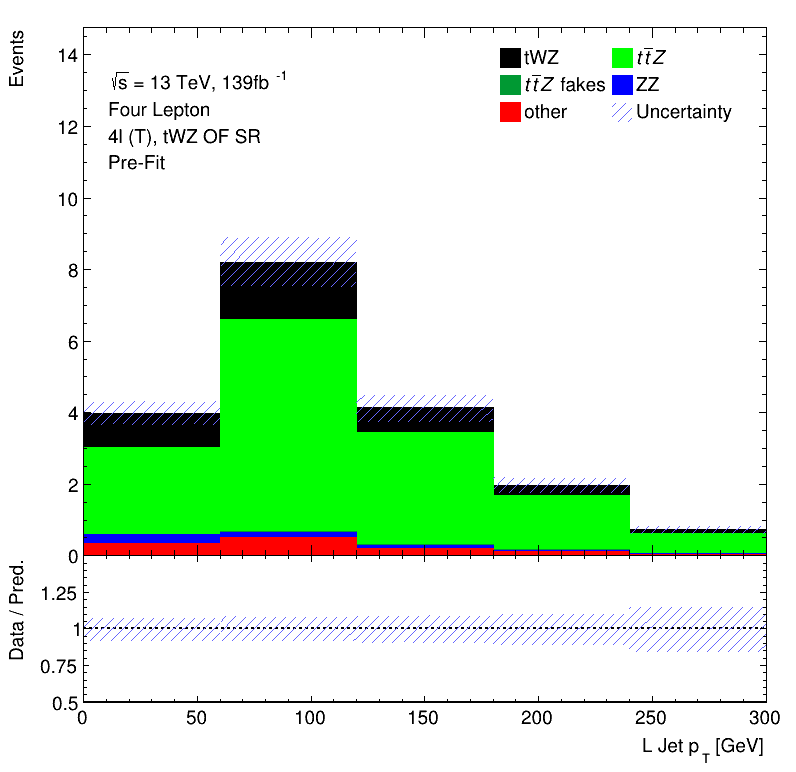 Events
14
12
10
8
6
4
2
0
√s = 13 TeV, 139fb⁻¹
Four Lepton
4l (T), tWZ OF SR
Pre-Fit
tWZ tt̄Z
tt̄Z fakes ZZ
other Uncertainty
Data / Pred.
1.25
1
0.75
0.5
0 50 100 150 200 250 300
L Jet p_T [GeV]